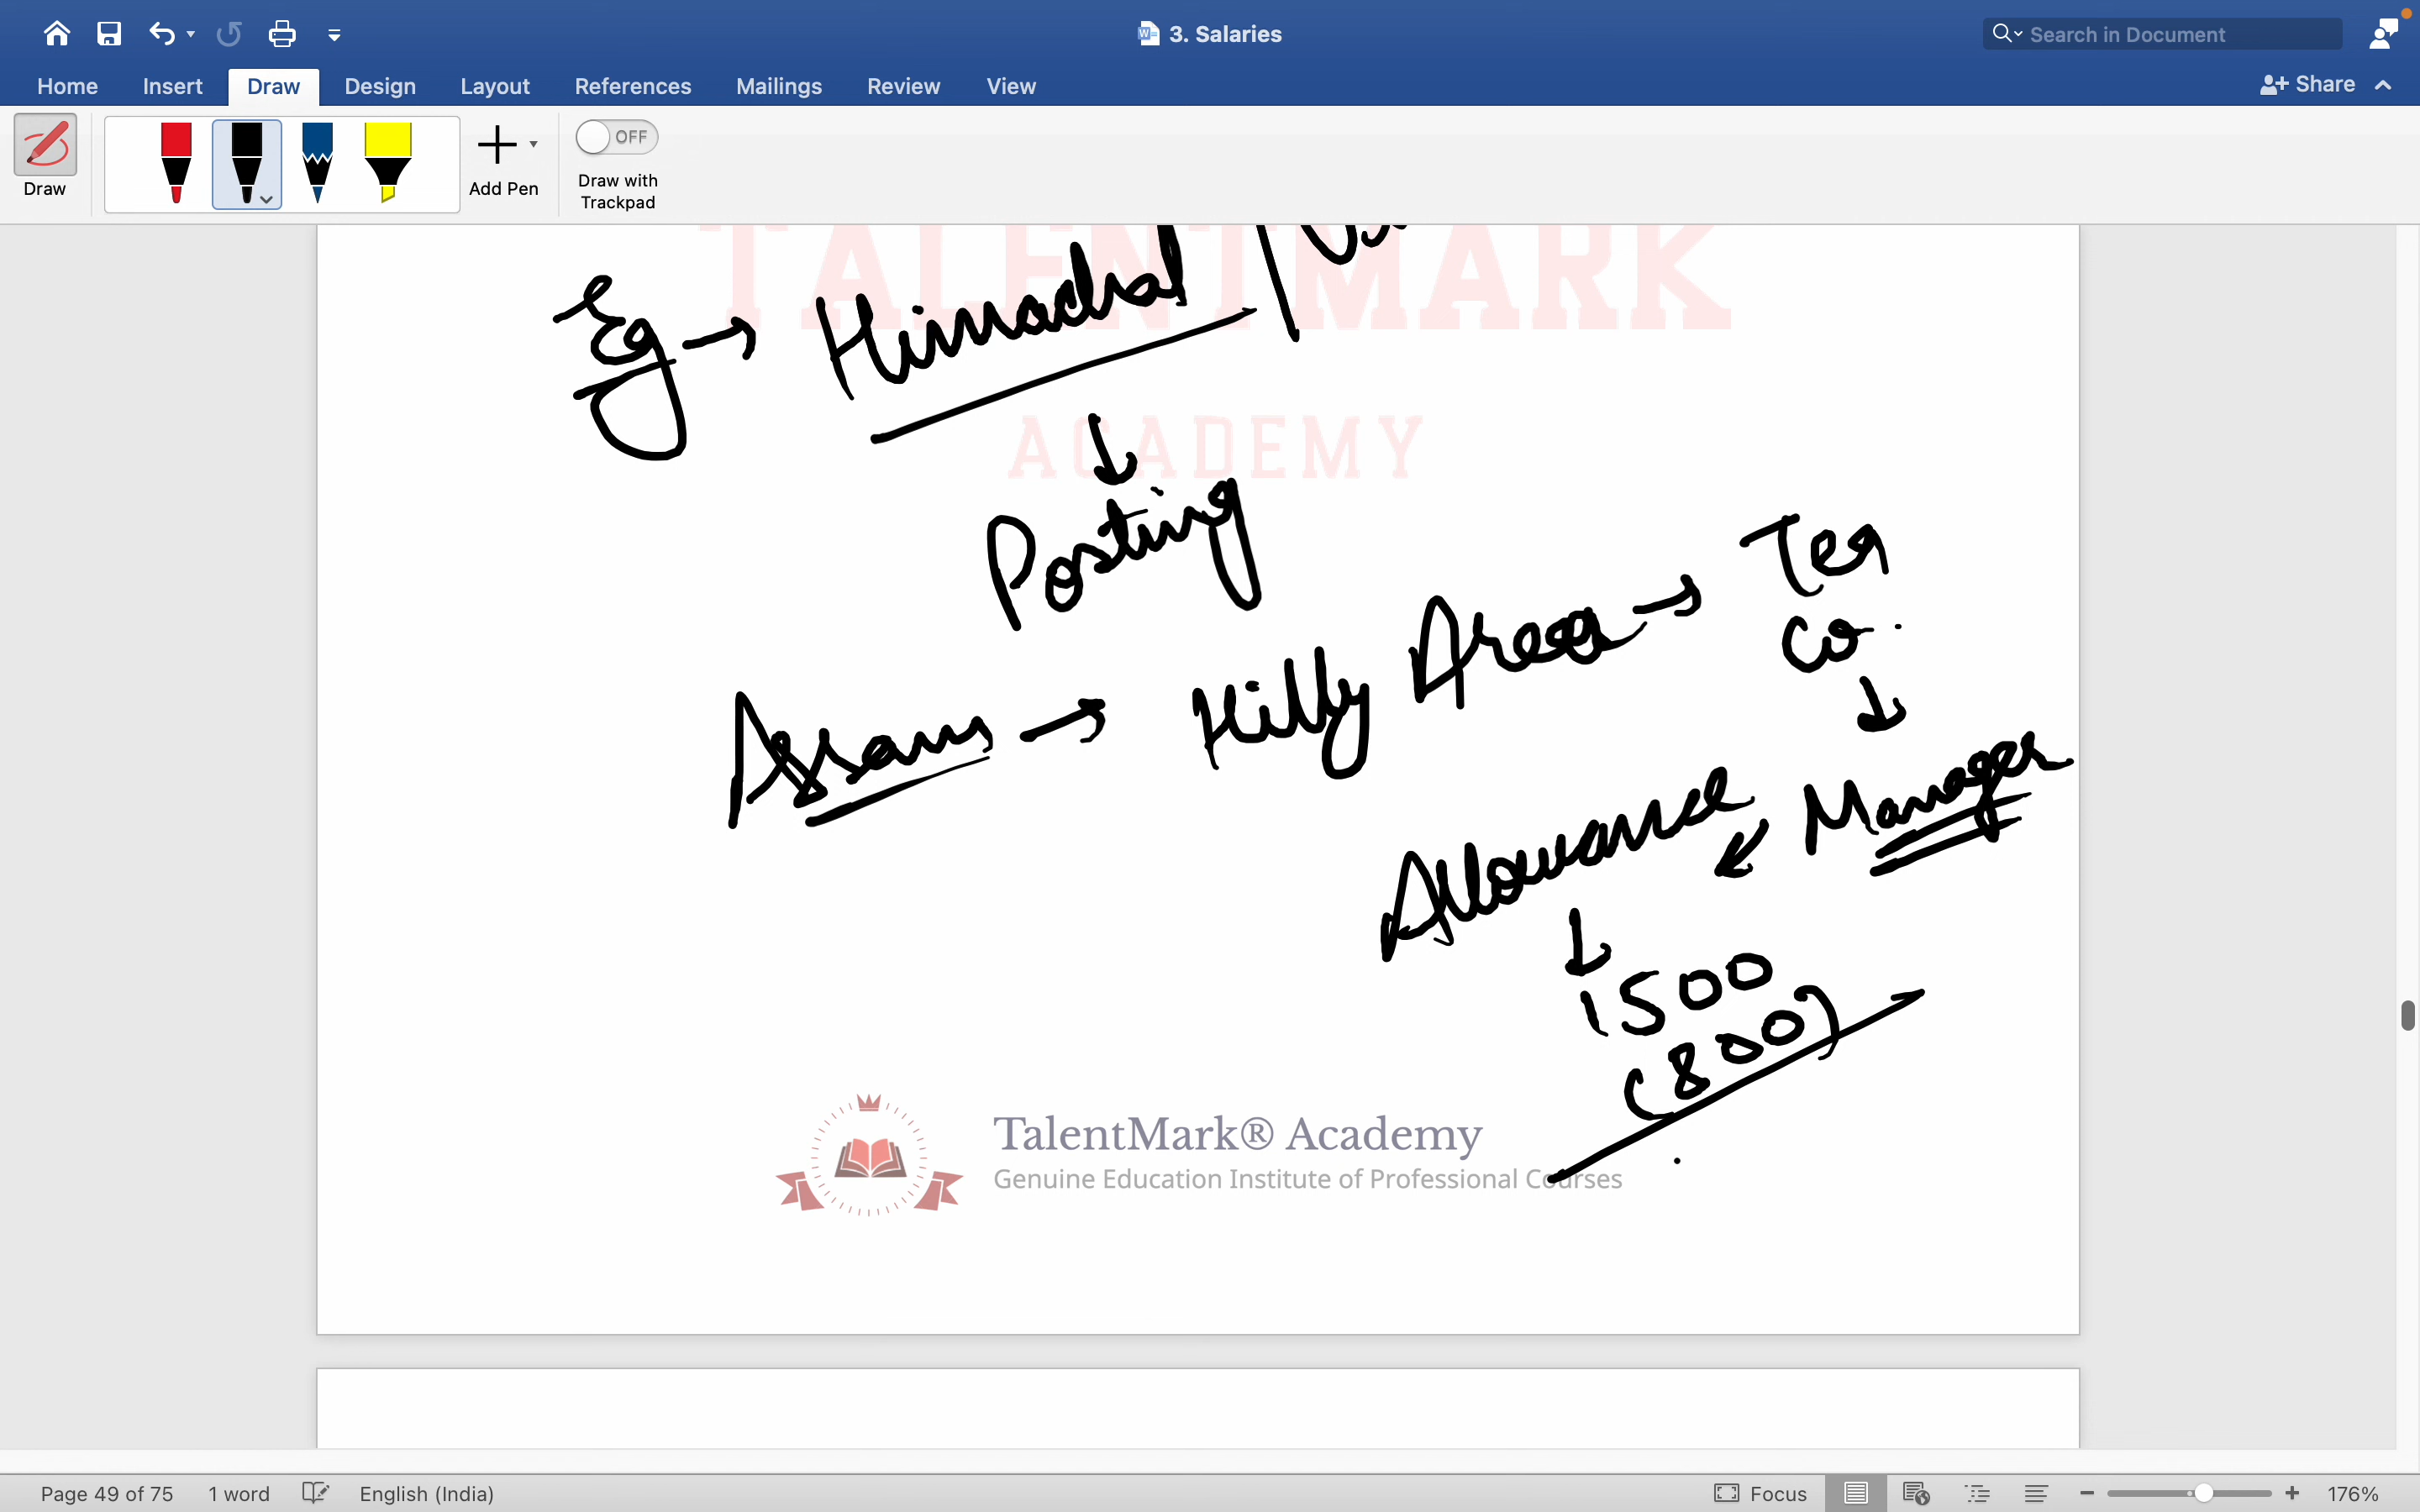 3. Salaries
Search in Document
Home Insert Draw Design Layout References Mailings Review View
Share
Draw
Add Pen
OFF
Draw with
Trackpad
TALENTMARK
ACADEMY
Eg → Himachal
↓
Posting
Assam → Hilly Area → Tea
Co.
↓
Manager
Allowance
↓
1500
(800)
TalentMark® Academy
Genuine Education Institute of Professional Courses
Page 49 of 75 1 word English (India) Focus 176%